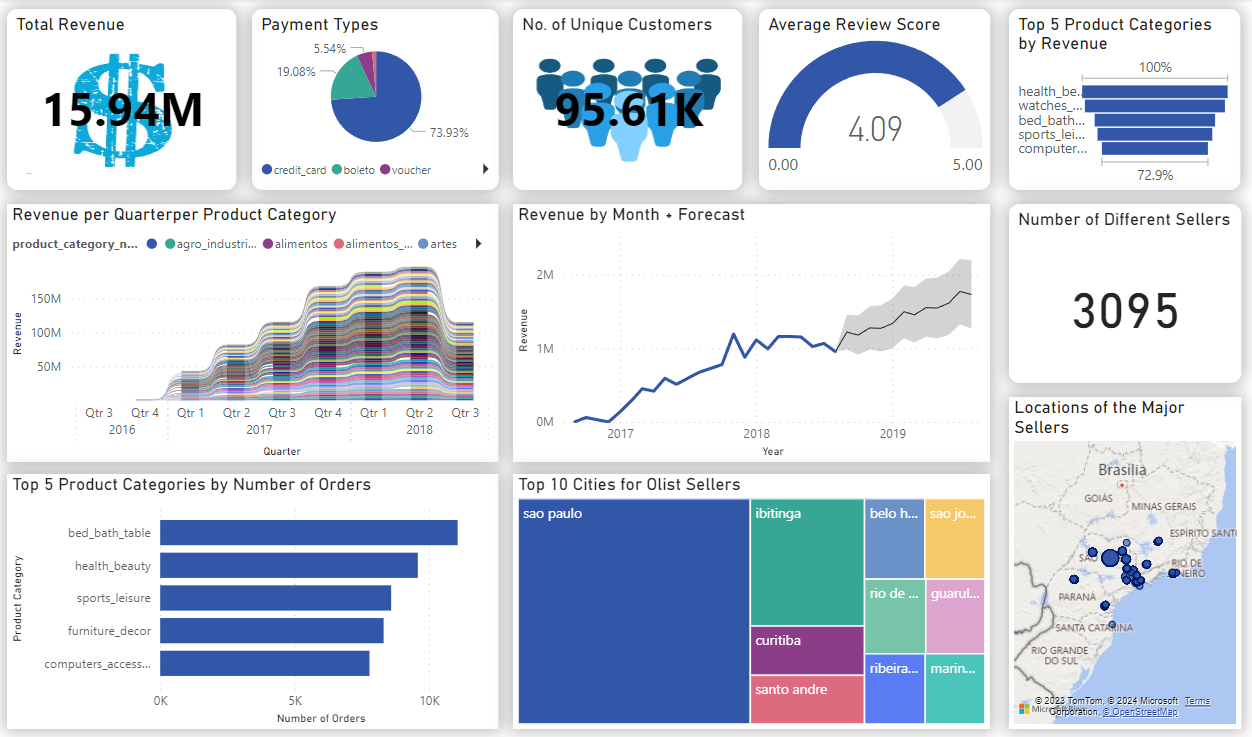 Total Revenue
15.94M
Payment Types
5.54%
19.08%
73.93%
credit_card boleto voucher
No. of Unique Customers
95.61K
Average Review Score
4.09
0.00 5.00
Top 5 Product Categories
by Revenue
100%
health_be...
watches_...
bed_bath...
sports_lei...
computer...
72.9%
Revenue per Quarterper Product Category
product_category_n... agro_industri... alimentos alimentos_... artes
Revenue
150M
100M
50M
Qtr 3 Qtr 4 Qtr 1 Qtr 2 Qtr 3 Qtr 4 Qtr 1 Qtr 2 Qtr 3
2016 2017 2018
Quarter
Revenue by Month + Forecast
Revenue
2M
1M
0M
2017 2018 2019
Year
Number of Different Sellers
3095
Top 5 Product Categories by Number of Orders
Product Category
bed_bath_table
health_beauty
sports_leisure
furniture_decor
computers_access...
0K 5K 10K
Number of Orders
Top 10 Cities for Olist Sellers
sao paulo
ibitinga
curitiba
santo andre
belo h...
sao jo...
rio de ...
guarul...
ribeira...
marin...
Locations of the Major
Sellers
Brasília
GOIÁS
MINAS GERAIS
ESPÍRITO SANTO
RIO DE
PARANÁ
SANTA CATARINA
RIO GRANDE
DO SUL
© 2023 TomTom, © 2024 Microsoft Terms
Corporation, © OpenStreetMap